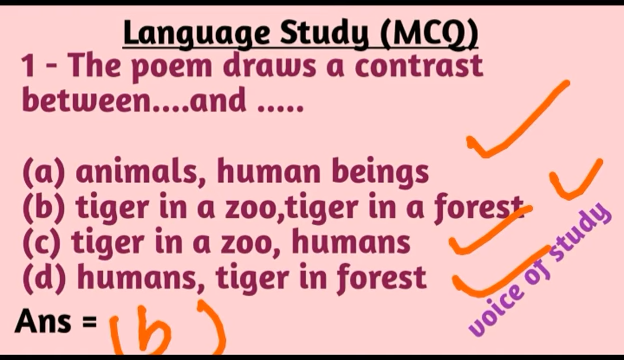 Language Study (MCQ)
1 - The poem draws a contrast
between....and .....
(a) animals, human beings
(b) tiger in a zoo,tiger in a forest
(c) tiger in a zoo, humans
(d) humans, tiger in forest
voice of study
Ans = (b)